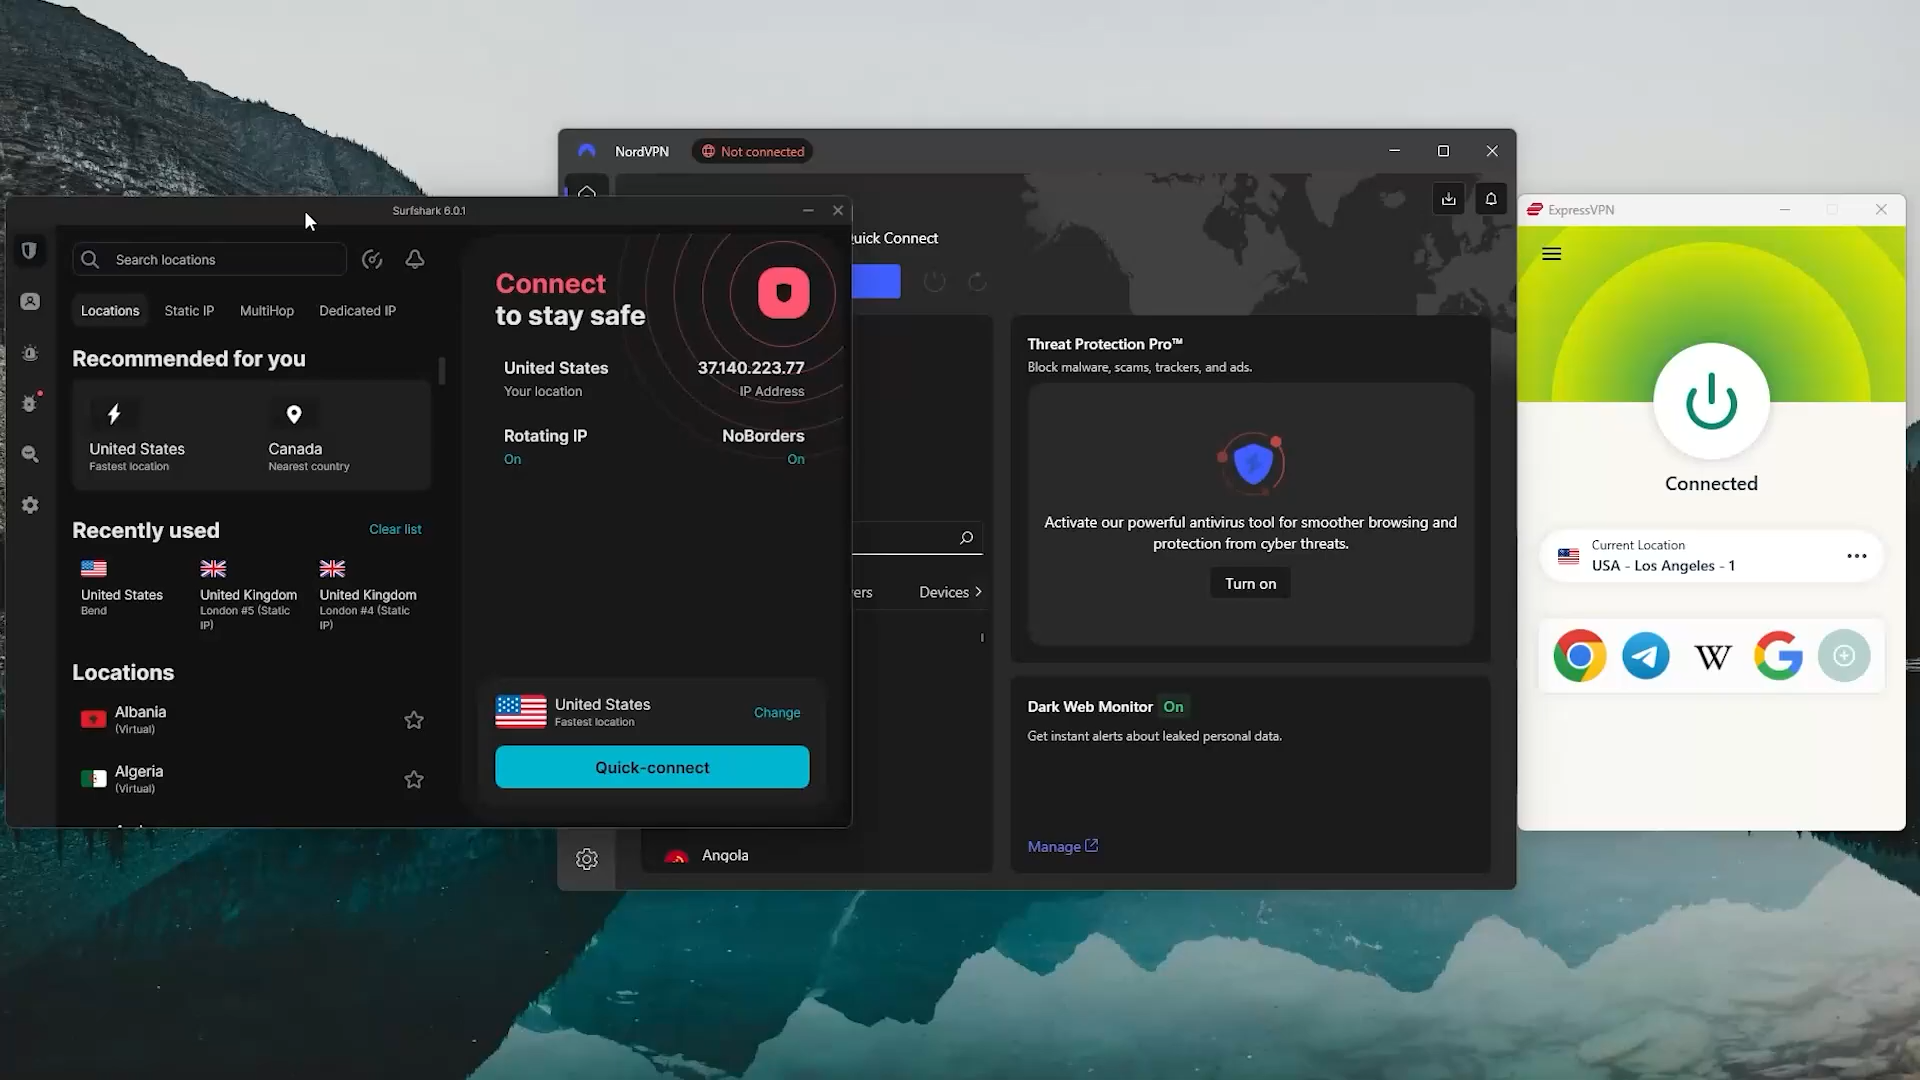 NordVPN
Not connected
Surfshark 6.0.1
ExpressVPN
Search locations
Locations
Static IP
MultiHop
Dedicated IP
Recommended for you
United States
Fastest location
Canada
Nearest country
Recently used
Clear list
United States
Bend
United Kingdom
London #5 (Static
IP)
United Kingdom
London #4 (Static
IP)
Locations
Albania
(Virtual)
Algeria
(Virtual)
Connect
to stay safe
United States
Your location
37.140.223.77
IP Address
Rotating IP
On
NoBorders
On
United States
Fastest location
Change
Quick-connect
uick Connect
ers
Devices
Angola
Threat Protection Pro™
Block malware, scams, trackers, and ads.
Activate our powerful antivirus tool for smoother browsing and
protection from cyber threats.
Turn on
Dark Web Monitor On
Get instant alerts about leaked personal data.
Manage
Connected
Current Location
USA - Los Angeles - 1
W
G